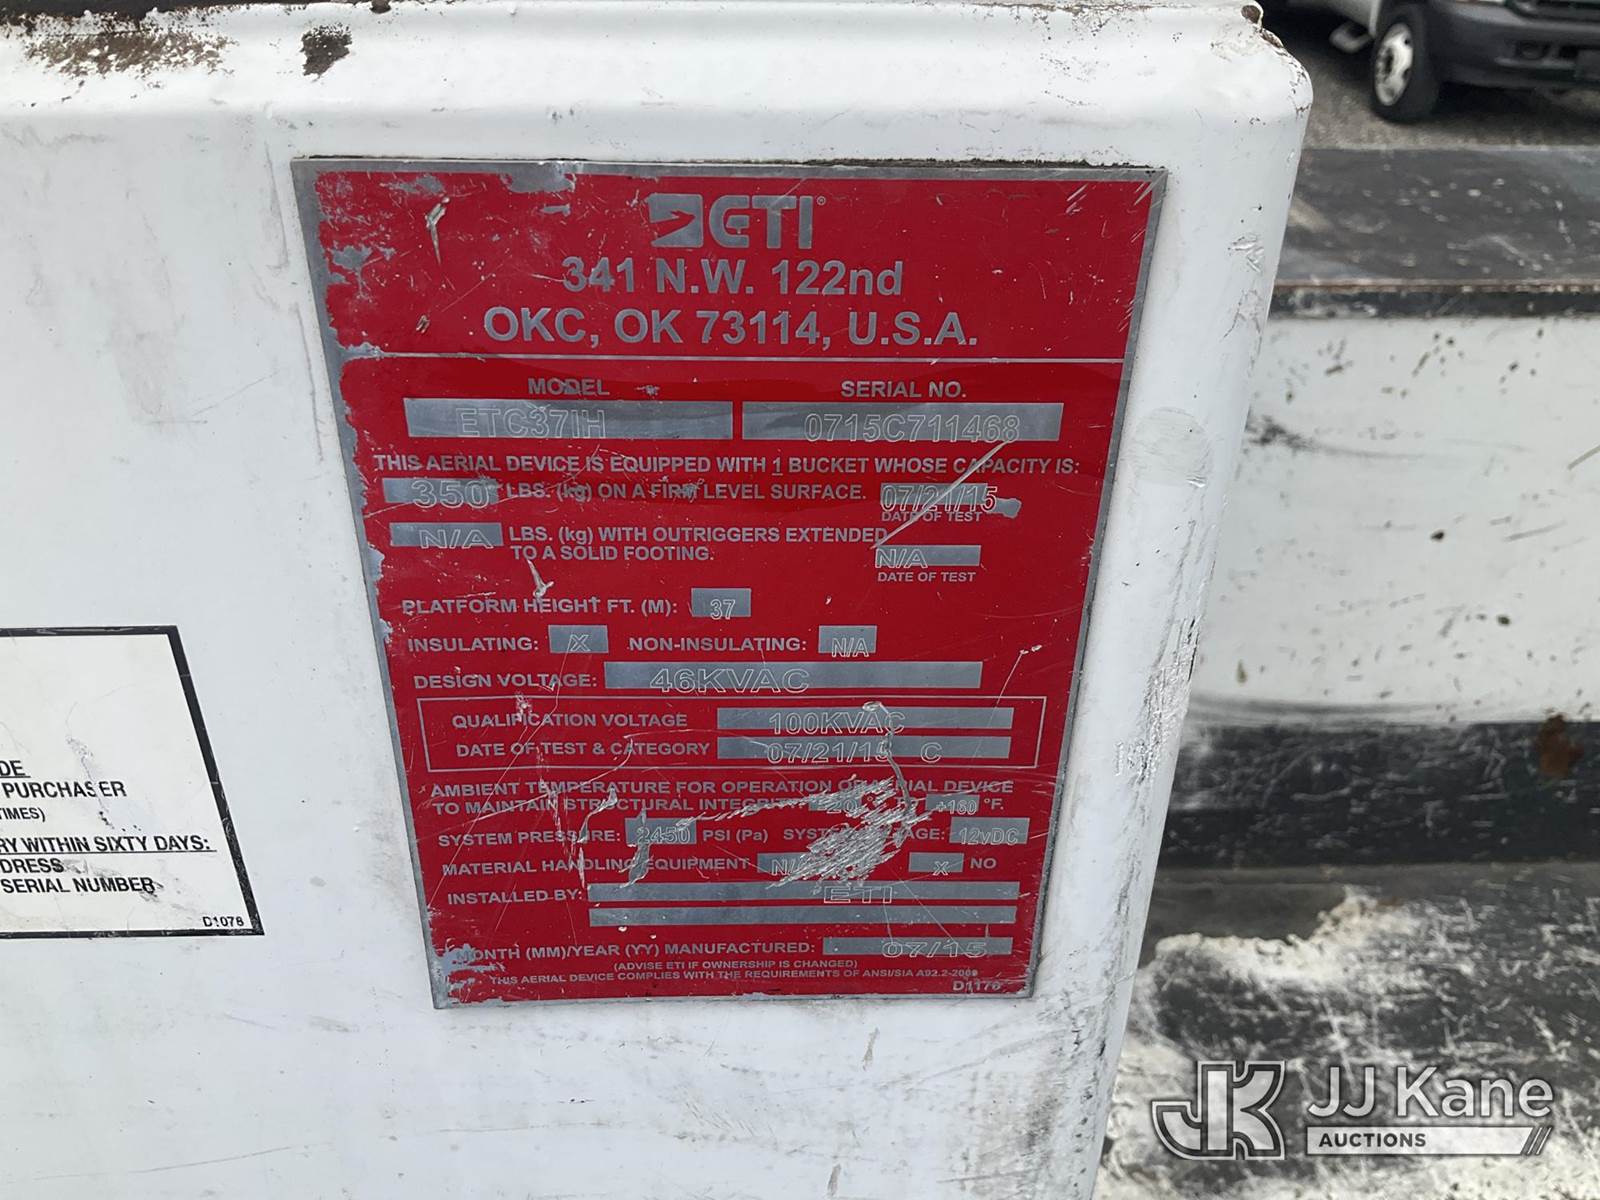 ETI®
341 N.W. 122nd
OKC, OK 73114, U.S.A.
MODEL SERIAL NO.
ETC37IH 0715C711468
THIS AERIAL DEVICE IS EQUIPPED WITH 1 BUCKET WHOSE CAPACITY IS:
350 LBS. (kg) ON A FIRM LEVEL SURFACE. 07/21/15
DATE OF TEST
N/A LBS. (kg) WITH OUTRIGGERS EXTENDED
TO A SOLID FOOTING. N/A
DATE OF TEST
PLATFORM HEIGHT FT. (M): 37
INSULATING: X NON-INSULATING: N/A
DESIGN VOLTAGE: 46KVAC
QUALIFICATION VOLTAGE 100KVAC
DATE OF TEST & CATEGORY 07/21/15 C
AMBIENT TEMPERATURE FOR OPERATION OF AERIAL DEVICE
TO MAINTAIN STRUCTURAL INTEGRITY 20 +160 °F.
SYSTEM PRESSURE: 2450 PSI (Pa) SYSTEM VOLTAGE: 12vDC
MATERIAL HANDLING EQUIPMENT N/A x NO
INSTALLED BY: ETI
MONTH (MM)/YEAR (YY) MANUFACTURED: 07/15
(ADVISE ETI IF OWNERSHIP IS CHANGED)
THIS AERIAL DEVICE COMPLIES WITH THE REQUIREMENTS OF ANSI/SIA A92.2-2009
D1176
DE
PURCHASER
TIMES)
RY WITHIN SIXTY DAYS:
DRESS
SERIAL NUMBER
D1078
JK JJ Kane
AUCTIONS